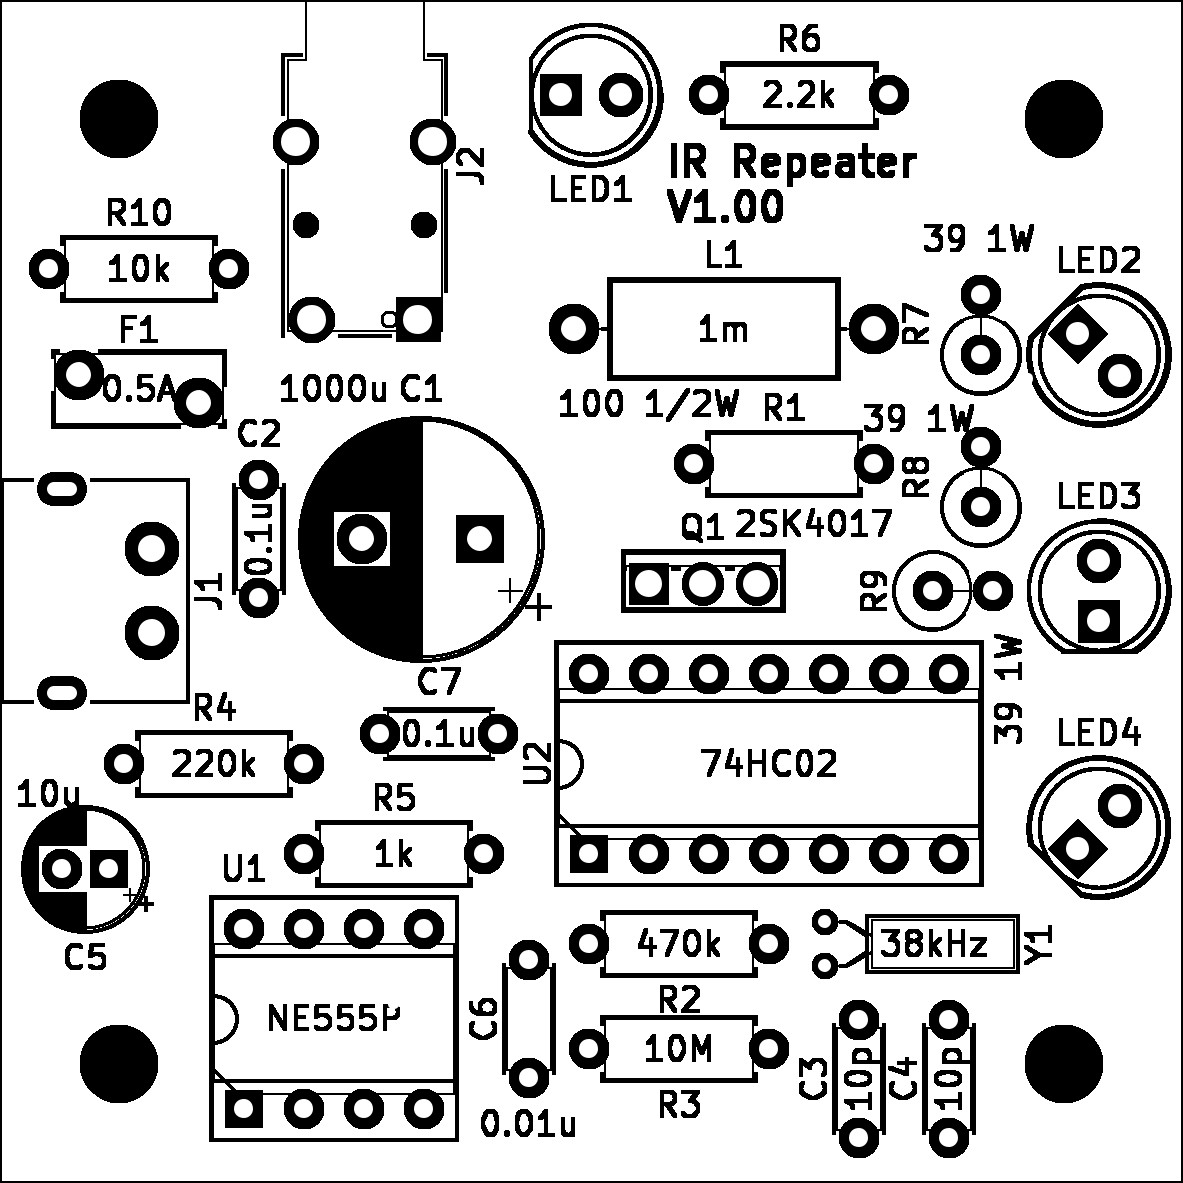 R6
2.2k
J2
LED1
IR Repeater
V1.00
R10
10k
39 1W
L1
LED2
1m
R7
F1
0.5A
1000u C1
100 1/2W R1
39 1W
C2
0.1u
R8
LED3
Q1 2SK4017
J1
R9
39 1W
C7
0.1u
R4
220k
U2
74HC02
LED4
10u
R5
1k
U1
C5
470k
38kHz
Y1
R2
NE555P
C6
10M
R3
0.01u
C3
10p
C4
10p